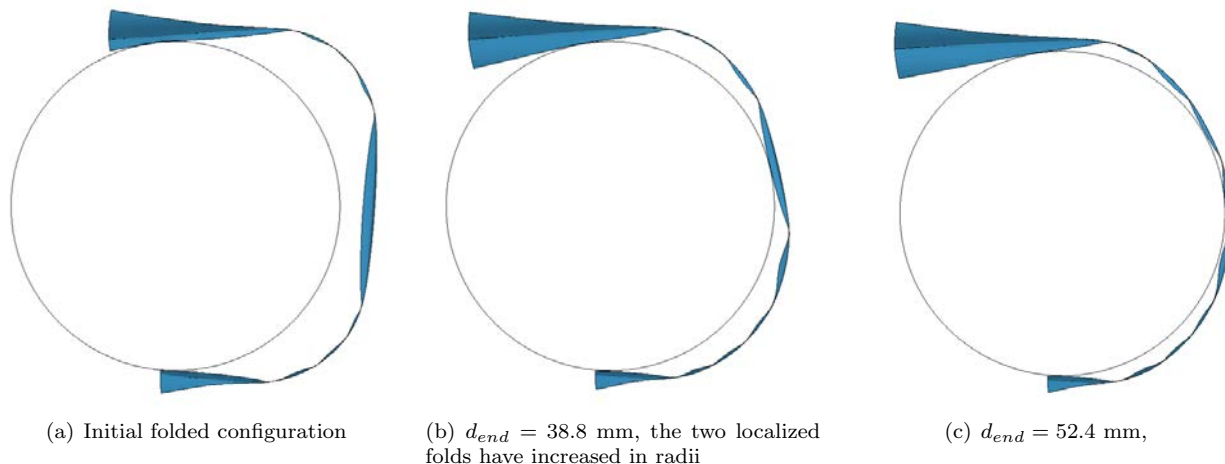 (a) Initial folded configuration
(b) d_end = 38.8 mm, the two localized
folds have increased in radii
(c) d_end = 52.4 mm,